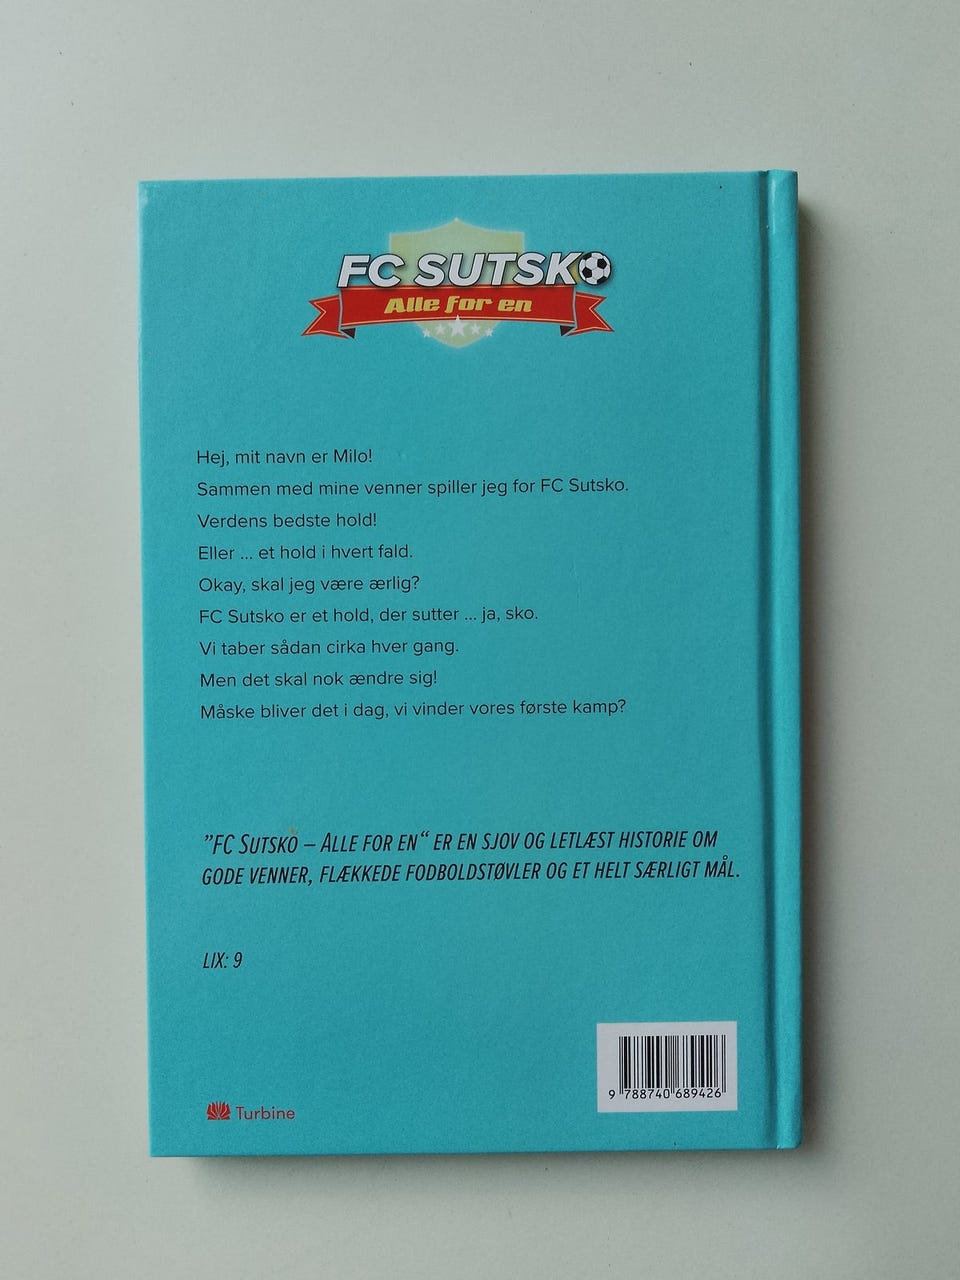 FC SUTSKO
Alle for en
Hej, mit navn er Milo!
Sammen med mine venner spiller jeg for FC Sutsko.
Verdens bedste hold!
Eller ... et hold i hvert fald.
Okay, skal jeg være ærlig?
FC Sutsko er et hold, der sutter ... ja, sko.
Vi taber sådan cirka hver gang.
Men det skal nok ændre sig!
Måske bliver det i dag, vi vinder vores første kamp?
”FC SUTSKO – ALLE FOR EN“ ER EN SJOV OG LETLÆST HISTORIE OM
GODE VENNER, FLÆKKEDE FODBOLDSTØVLER OG ET HELT SÆRLIGT MÅL.
LIX: 9
9 788740 689426
Turbine